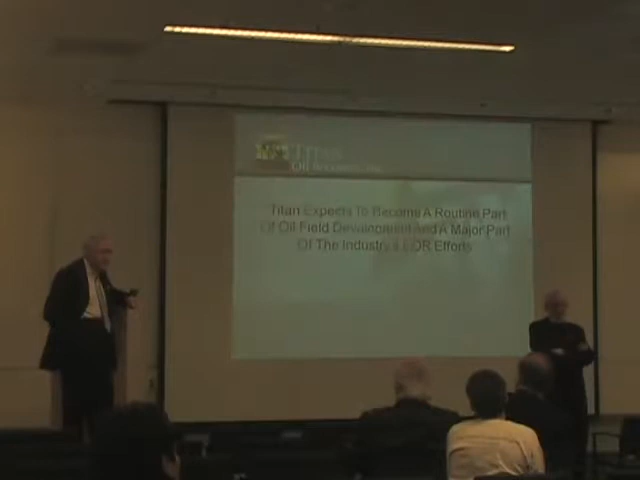 TITAN
Titan Expects To Become A Routine Part
Of Oil Field Development And A Major Part
Of The Industry's EOR Efforts